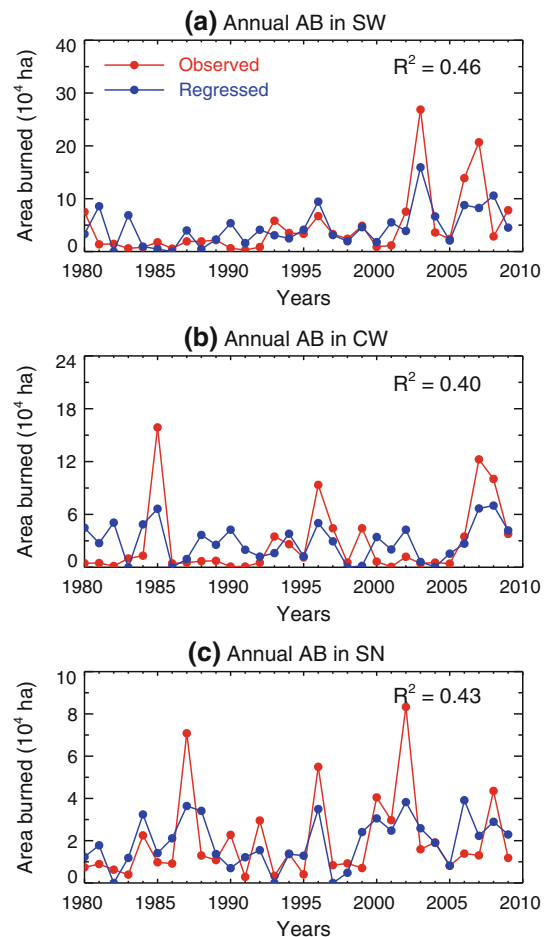 (a) Annual AB in SW
Area burned (10⁴ ha)
40
30
20
10
0
Observed
Regressed
R² = 0.46
1980 1985 1990 1995 2000 2005 2010
Years
(b) Annual AB in CW
Area burned (10⁴ ha)
24
18
12
6
0
R² = 0.40
1980 1985 1990 1995 2000 2005 2010
Years
(c) Annual AB in SN
Area burned (10⁴ ha)
10
8
6
4
2
0
R² = 0.43
1980 1985 1990 1995 2000 2005 2010
Years